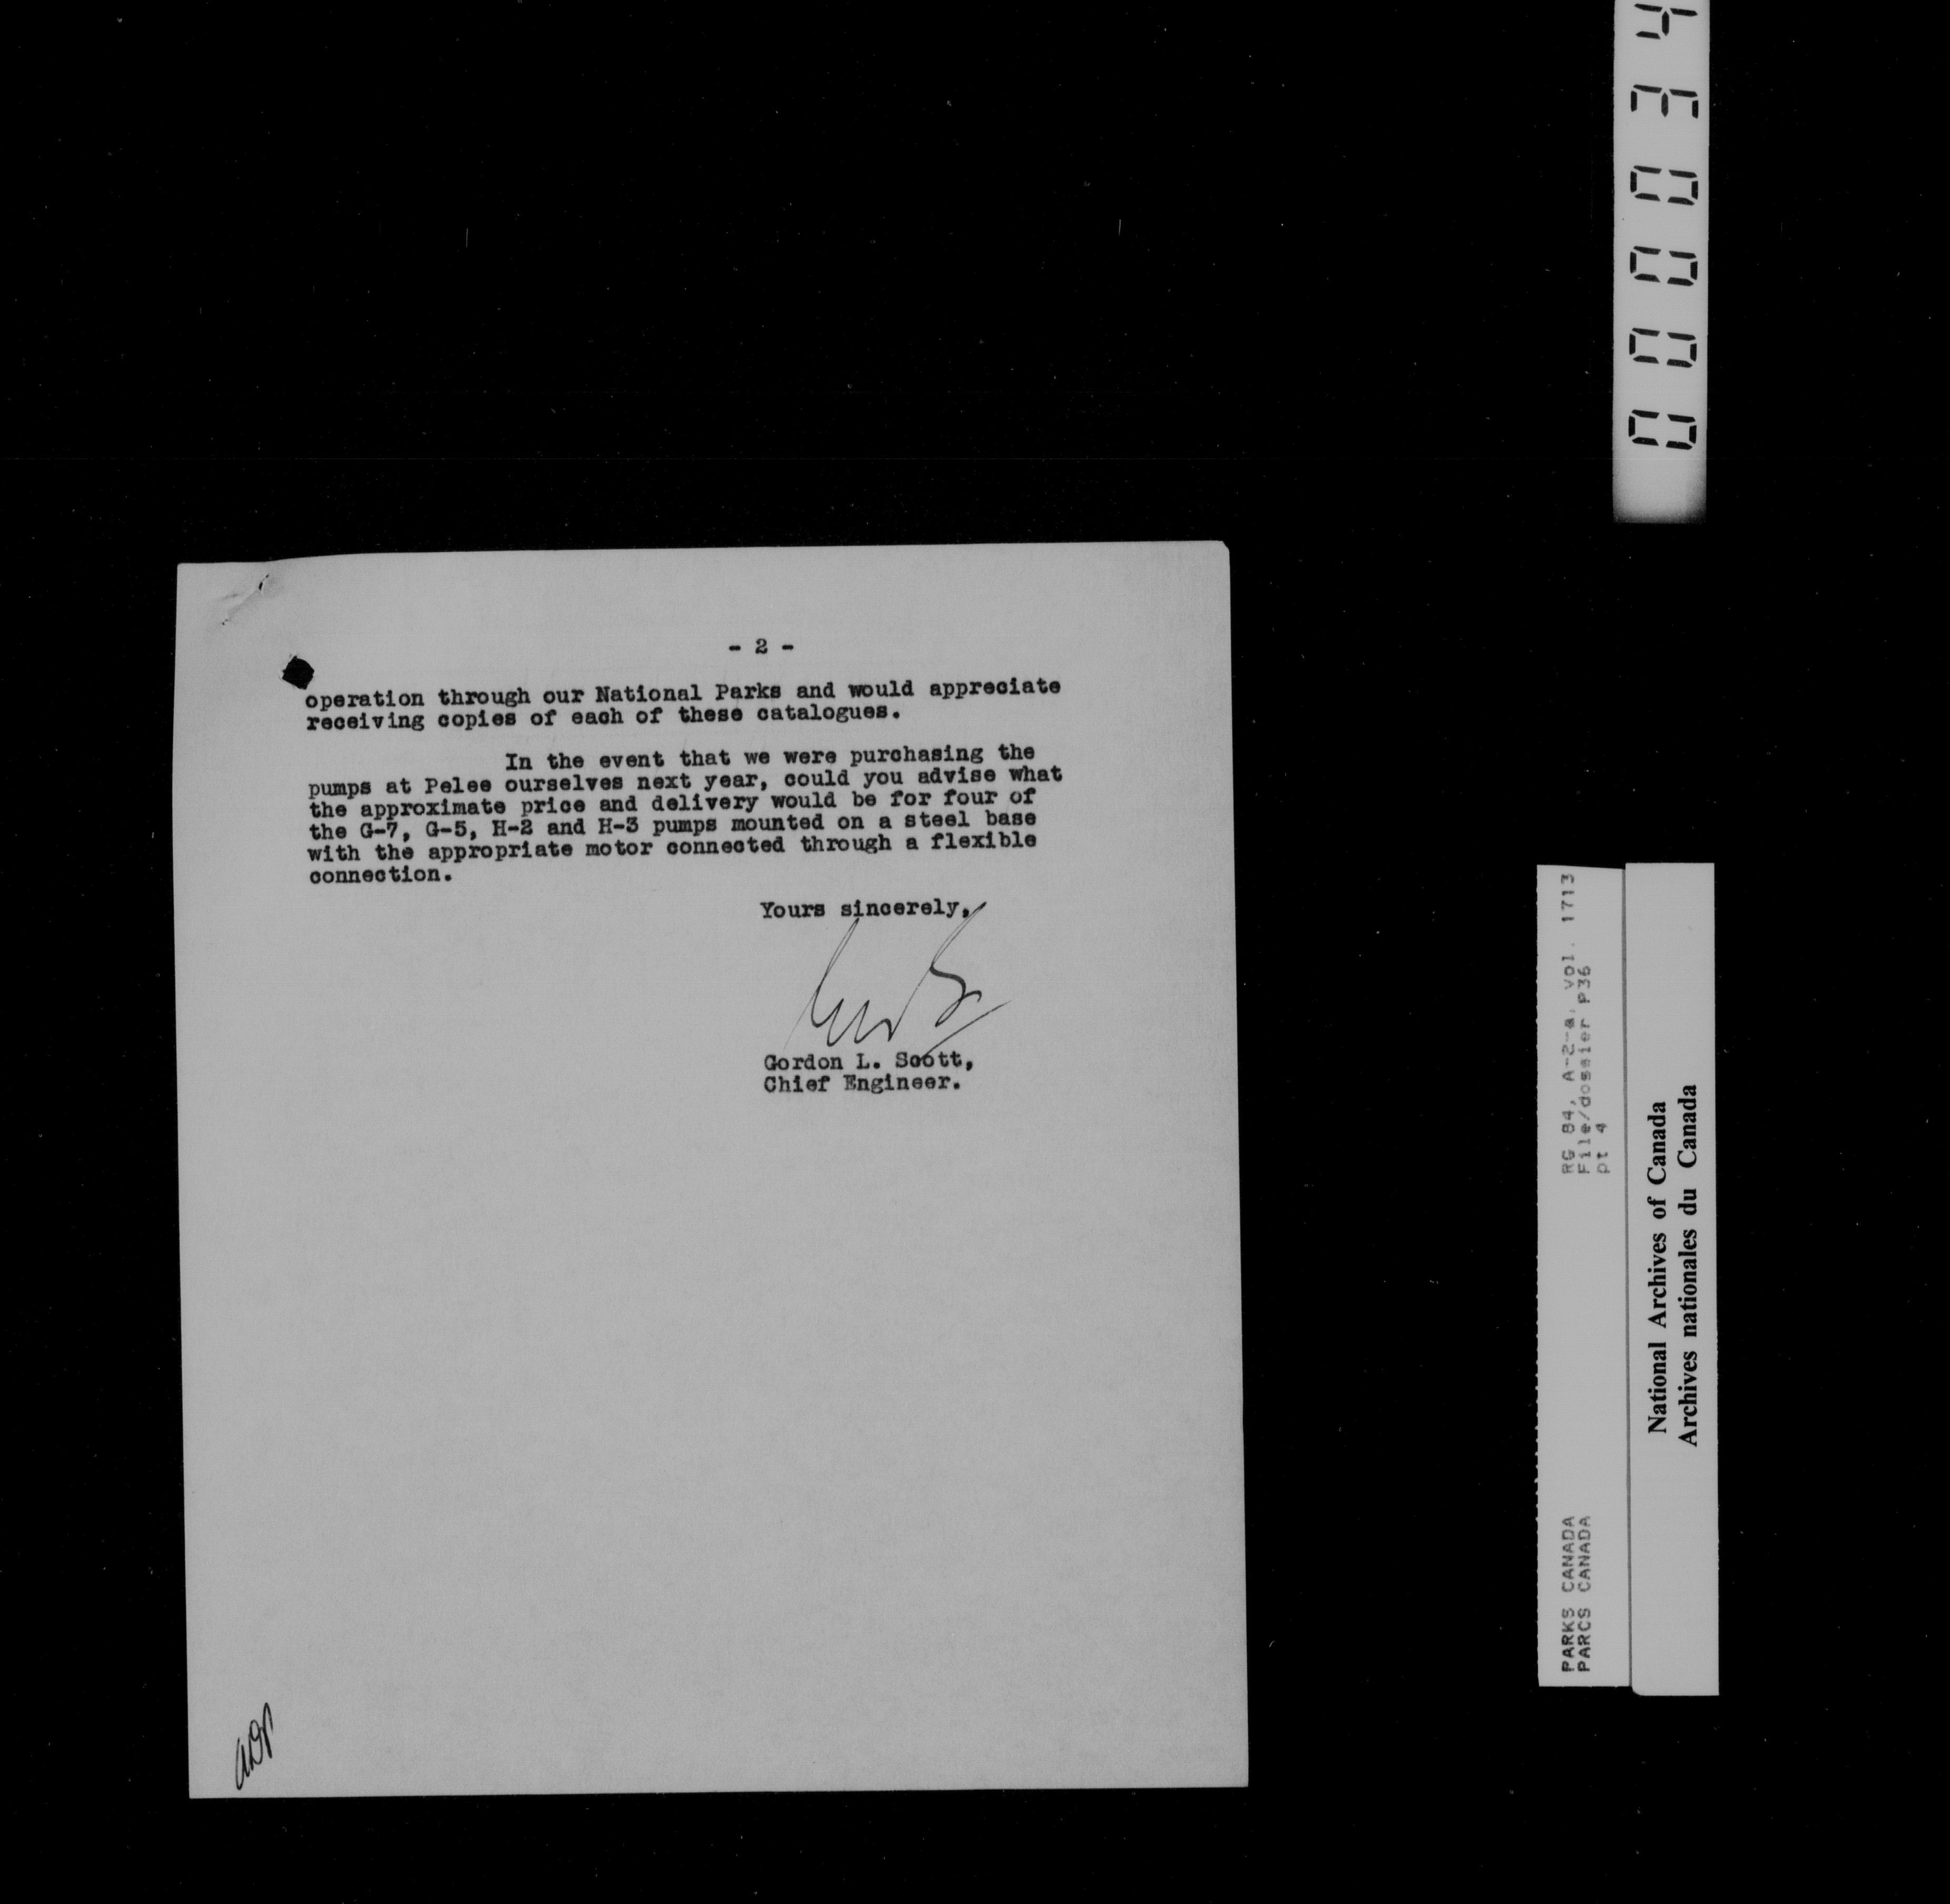 - 2 -
operation through our National Parks and would appreciate
receiving copies of each of these catalogues.
In the event that we were purchasing the
pumps at Pelee ourselves next year, could you advise what
the approximate price and delivery would be for four of
the G-7, G-5, H-2 and H-3 pumps mounted on a steel base
with the appropriate motor connected through a flexible
connection.
Yours sincerely,
Gordon L. Scott,
Chief Engineer.
PARKS CANADA
PARCS CANADA
RG 84, A-2-a, Vol. 1713
File/dossier P36
pt 4
National Archives of Canada
Archives nationales du Canada